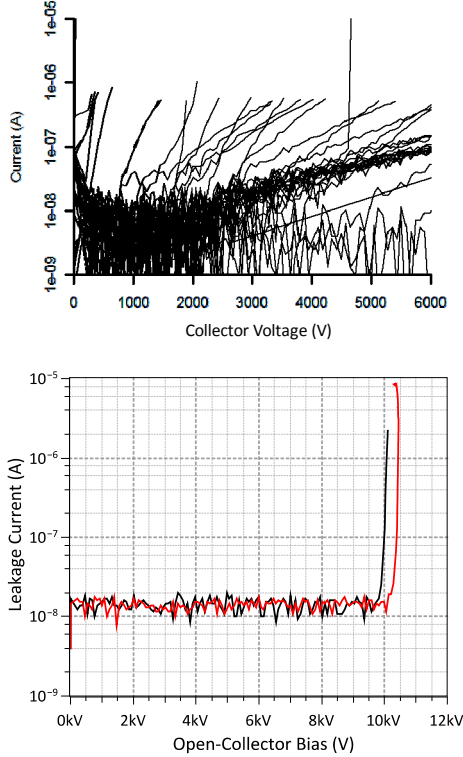 1e-05
1e-06
1e-07
1e-08
1e-09
Current (A)
0 1000 2000 3000 4000 5000 6000
Collector Voltage (V)
10⁻⁵
10⁻⁶
10⁻⁷
10⁻⁸
10⁻⁹
Leakage Current (A)
0kV 2kV 4kV 6kV 8kV 10kV 12kV
Open-Collector Bias (V)